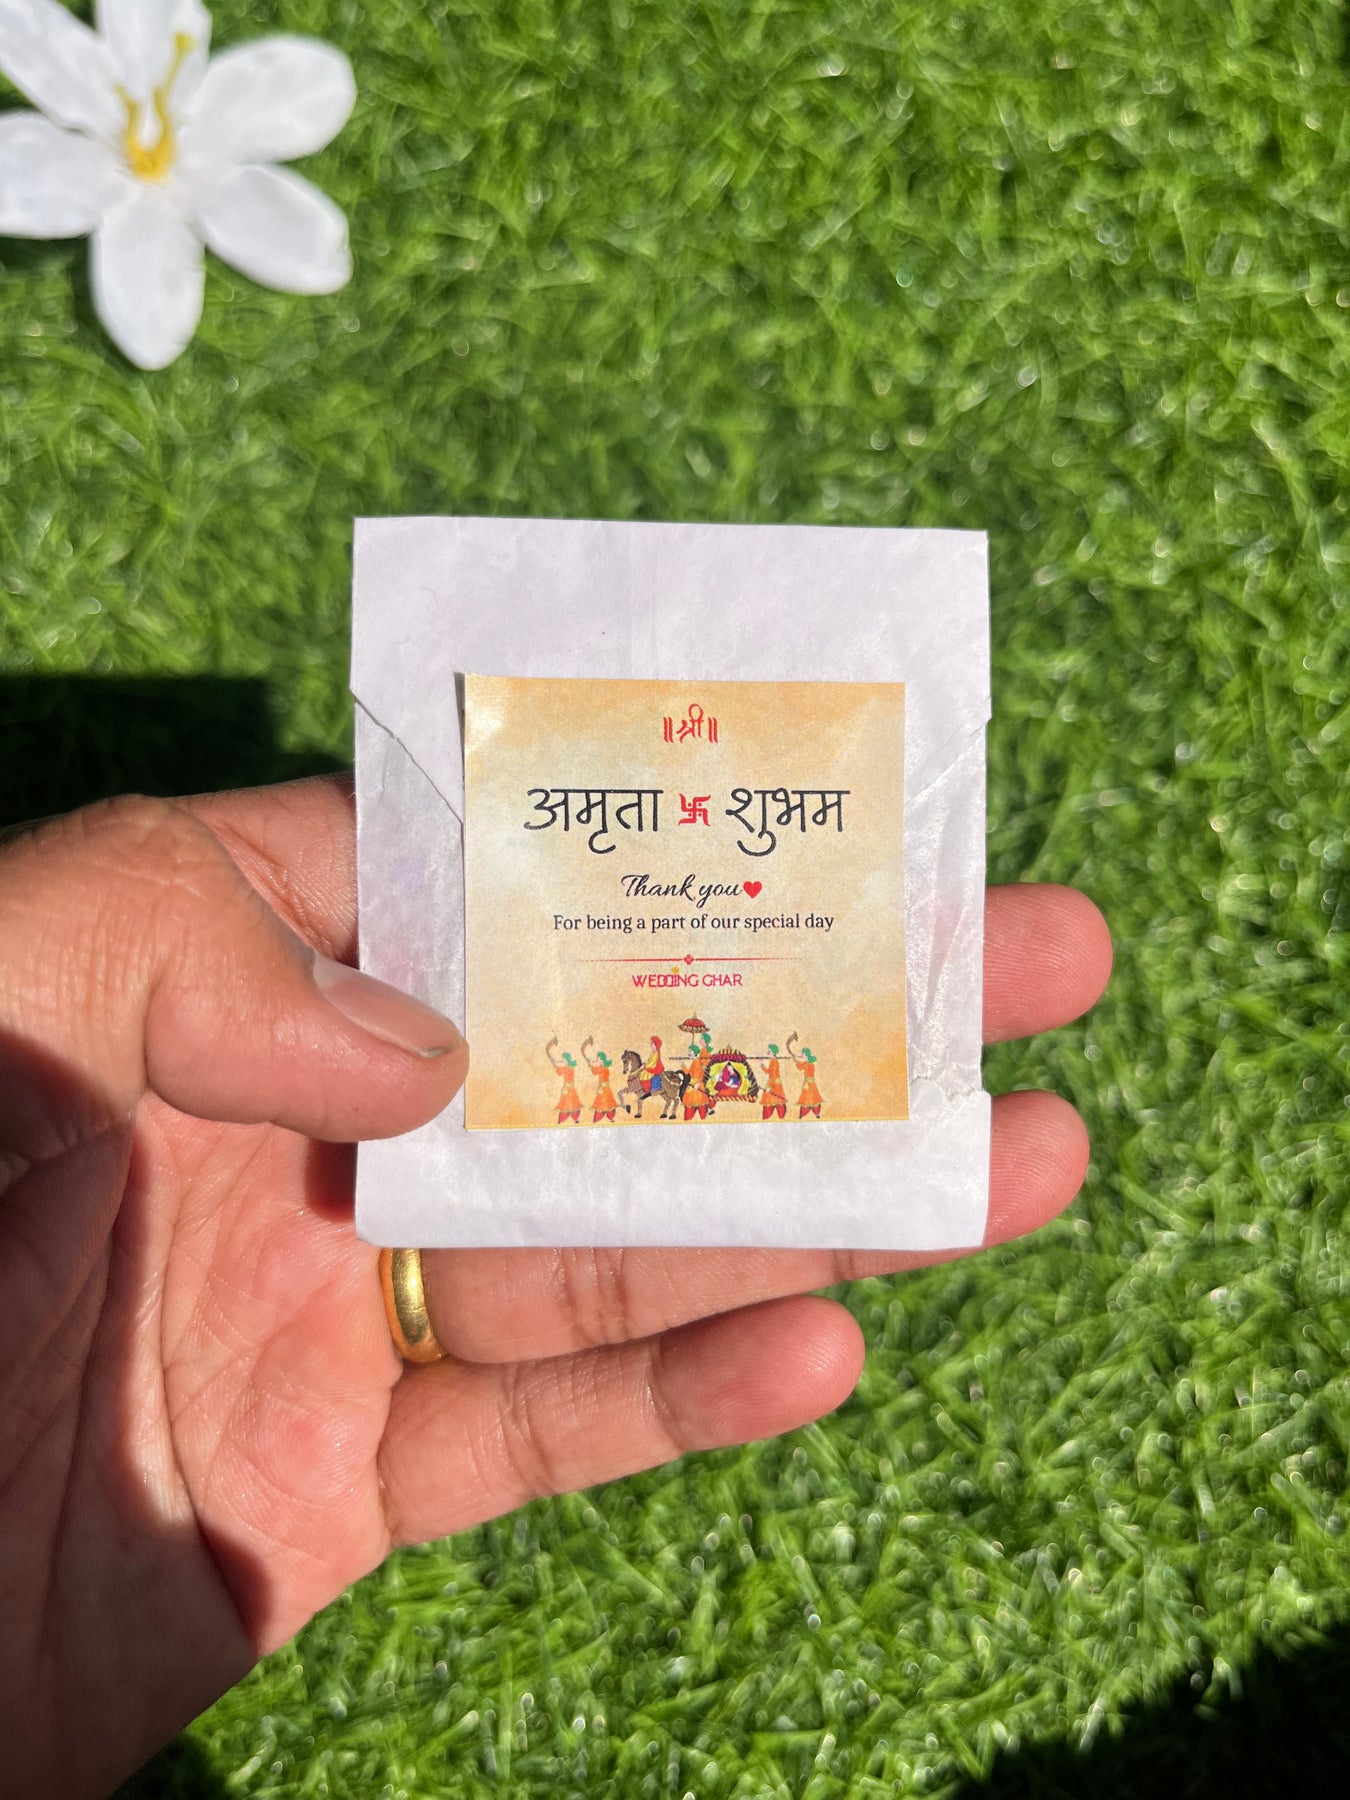 ॥श्री॥
अमृता 卐 शुभम
Thank you❤
For being a part of our special day
WEDDING GHAR